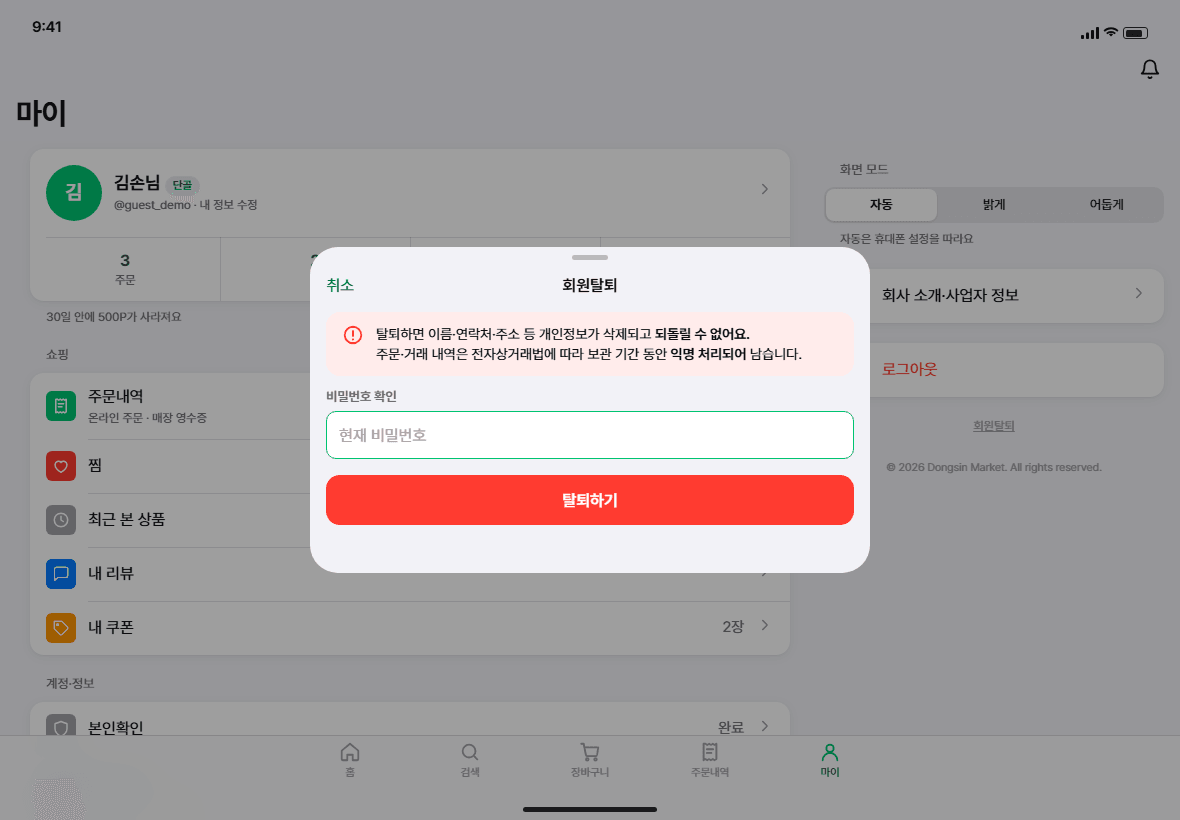 9:41
마이
김
김손님 단골
@guest_demo · 내 정보 수정
3
주문
30일 안에 500P가 사라져요
쇼핑
주문내역
온라인 주문 · 매장 영수증
찜
최근 본 상품
내 리뷰
내 쿠폰
2장
계정·정보
본인확인
완료
화면 모드
자동
밝게
어둡게
자동은 휴대폰 설정을 따라요
회사 소개·사업자 정보
로그아웃
회원탈퇴
© 2026 Dongsin Market. All rights reserved.
취소
회원탈퇴
탈퇴하면 이름·연락처·주소 등 개인정보가 삭제되고 되돌릴 수 없어요.
주문·거래 내역은 전자상거래법에 따라 보관 기간 동안 익명 처리되어 남습니다.
비밀번호 확인
현재 비밀번호
탈퇴하기
홈
검색
장바구니
주문내역
마이